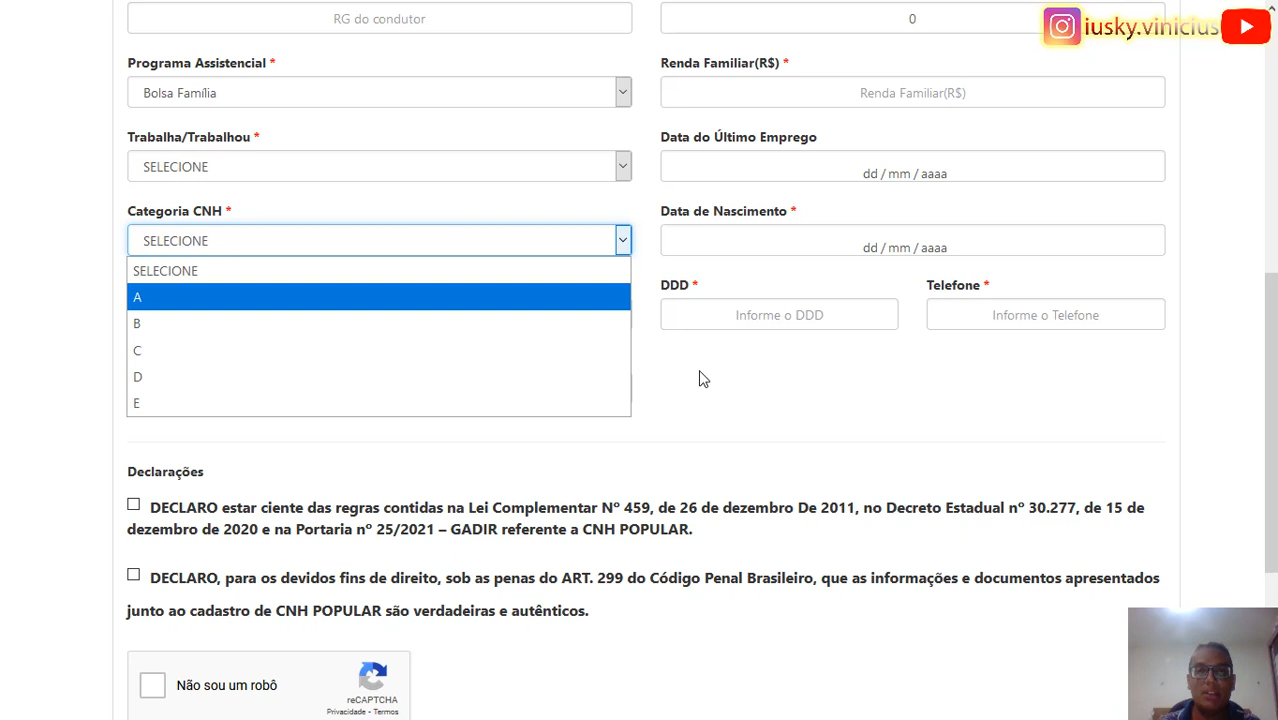 RG do condutor
0
iusky.vinicius
Programa Assistencial *
Renda Familiar(R$) *
Bolsa Família
Renda Familiar(R$)
Trabalha/Trabalhou *
Data do Último Emprego
SELECIONE
dd / mm / aaaa
Categoria CNH *
Data de Nascimento *
SELECIONE
dd / mm / aaaa
SELECIONE
A
B
C
D
E
DDD *
Telefone *
Informe o DDD
Informe o Telefone
Declarações
DECLARO estar ciente das regras contidas na Lei Complementar Nº 459, de 26 de dezembro De 2011, no Decreto Estadual nº 30.277, de 15 de
dezembro de 2020 e na Portaria nº 25/2021 – GADIR referente a CNH POPULAR.
DECLARO, para os devidos fins de direito, sob as penas do ART. 299 do Código Penal Brasileiro, que as informações e documentos apresentados
junto ao cadastro de CNH POPULAR são verdadeiras e autênticos.
Não sou um robô
reCAPTCHA
Privacidade - Termos